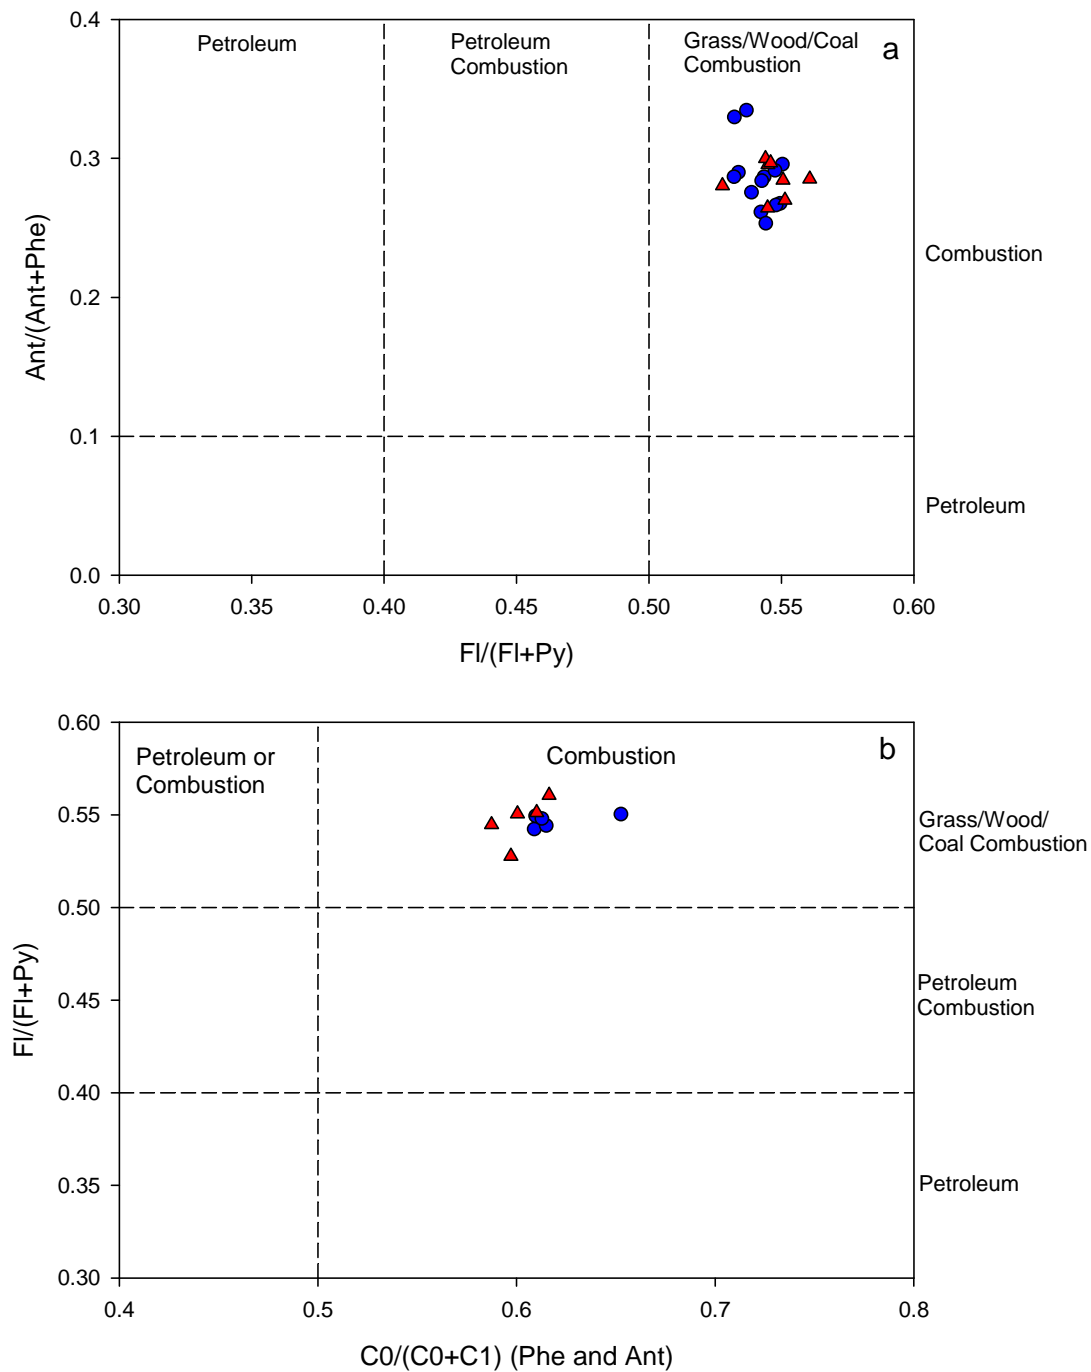 0.4
Petroleum
Petroleum
Combustion
Grass/Wood/Coal
Combustion
a
0.3
0.2
0.1
0.0
Ant/(Ant+Phe)
Combustion
Petroleum
0.30 0.35 0.40 0.45 0.50 0.55 0.60
Fl/(Fl+Py)
0.60
Petroleum or
Combustion
Combustion
b
0.55
0.50
0.45
0.40
0.35
0.30
Fl/(Fl+Py)
Grass/Wood/
Coal Combustion
Petroleum
Combustion
Petroleum
0.4 0.5 0.6 0.7 0.8
C0/(C0+C1) (Phe and Ant)